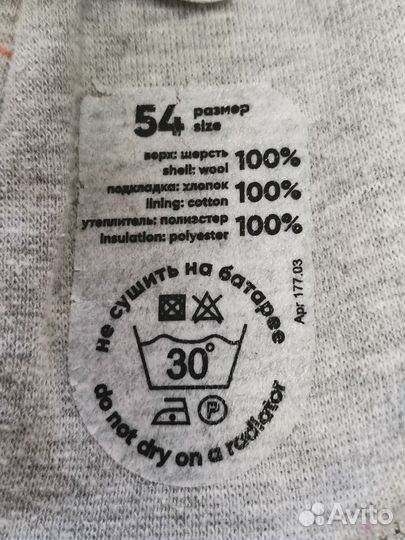 54 размер
size
верх: шерсть 100%
shell: wool
подкладка: хлопок 100%
lining: cotton
утеплитель: полиэстер 100%
insulation: polyester
не сушить на батарее
30°
P
do not dry on a radiator
Арт 177.03
Avito